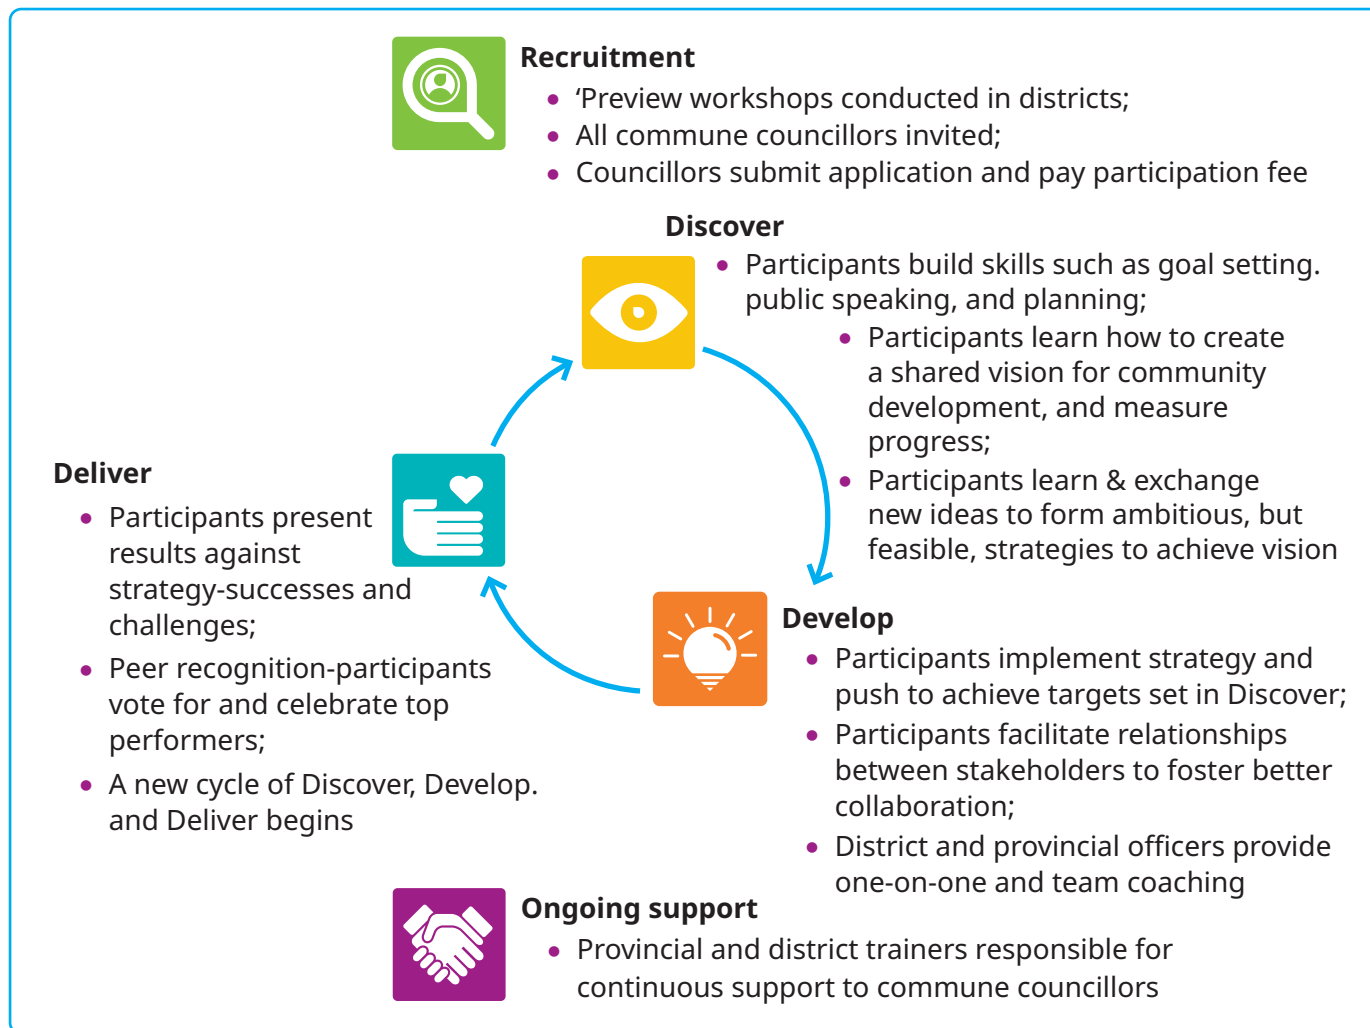 Recruitment
• ‘Preview workshops conducted in districts;
• All commune councillors invited;
• Councillors submit application and pay participation fee
Discover
• Participants build skills such as goal setting.
public speaking, and planning;
• Participants learn how to create
a shared vision for community
development, and measure
progress;
• Participants learn & exchange
new ideas to form ambitious, but
feasible, strategies to achieve vision
Develop
• Participants implement strategy and
push to achieve targets set in Discover;
• Participants facilitate relationships
between stakeholders to foster better
collaboration;
• District and provincial officers provide
one-on-one and team coaching
Deliver
• Participants present
results against
strategy-successes and
challenges;
• Peer recognition-participants
vote for and celebrate top
performers;
• A new cycle of Discover, Develop.
and Deliver begins
Ongoing support
• Provincial and district trainers responsible for
continuous support to commune councillors